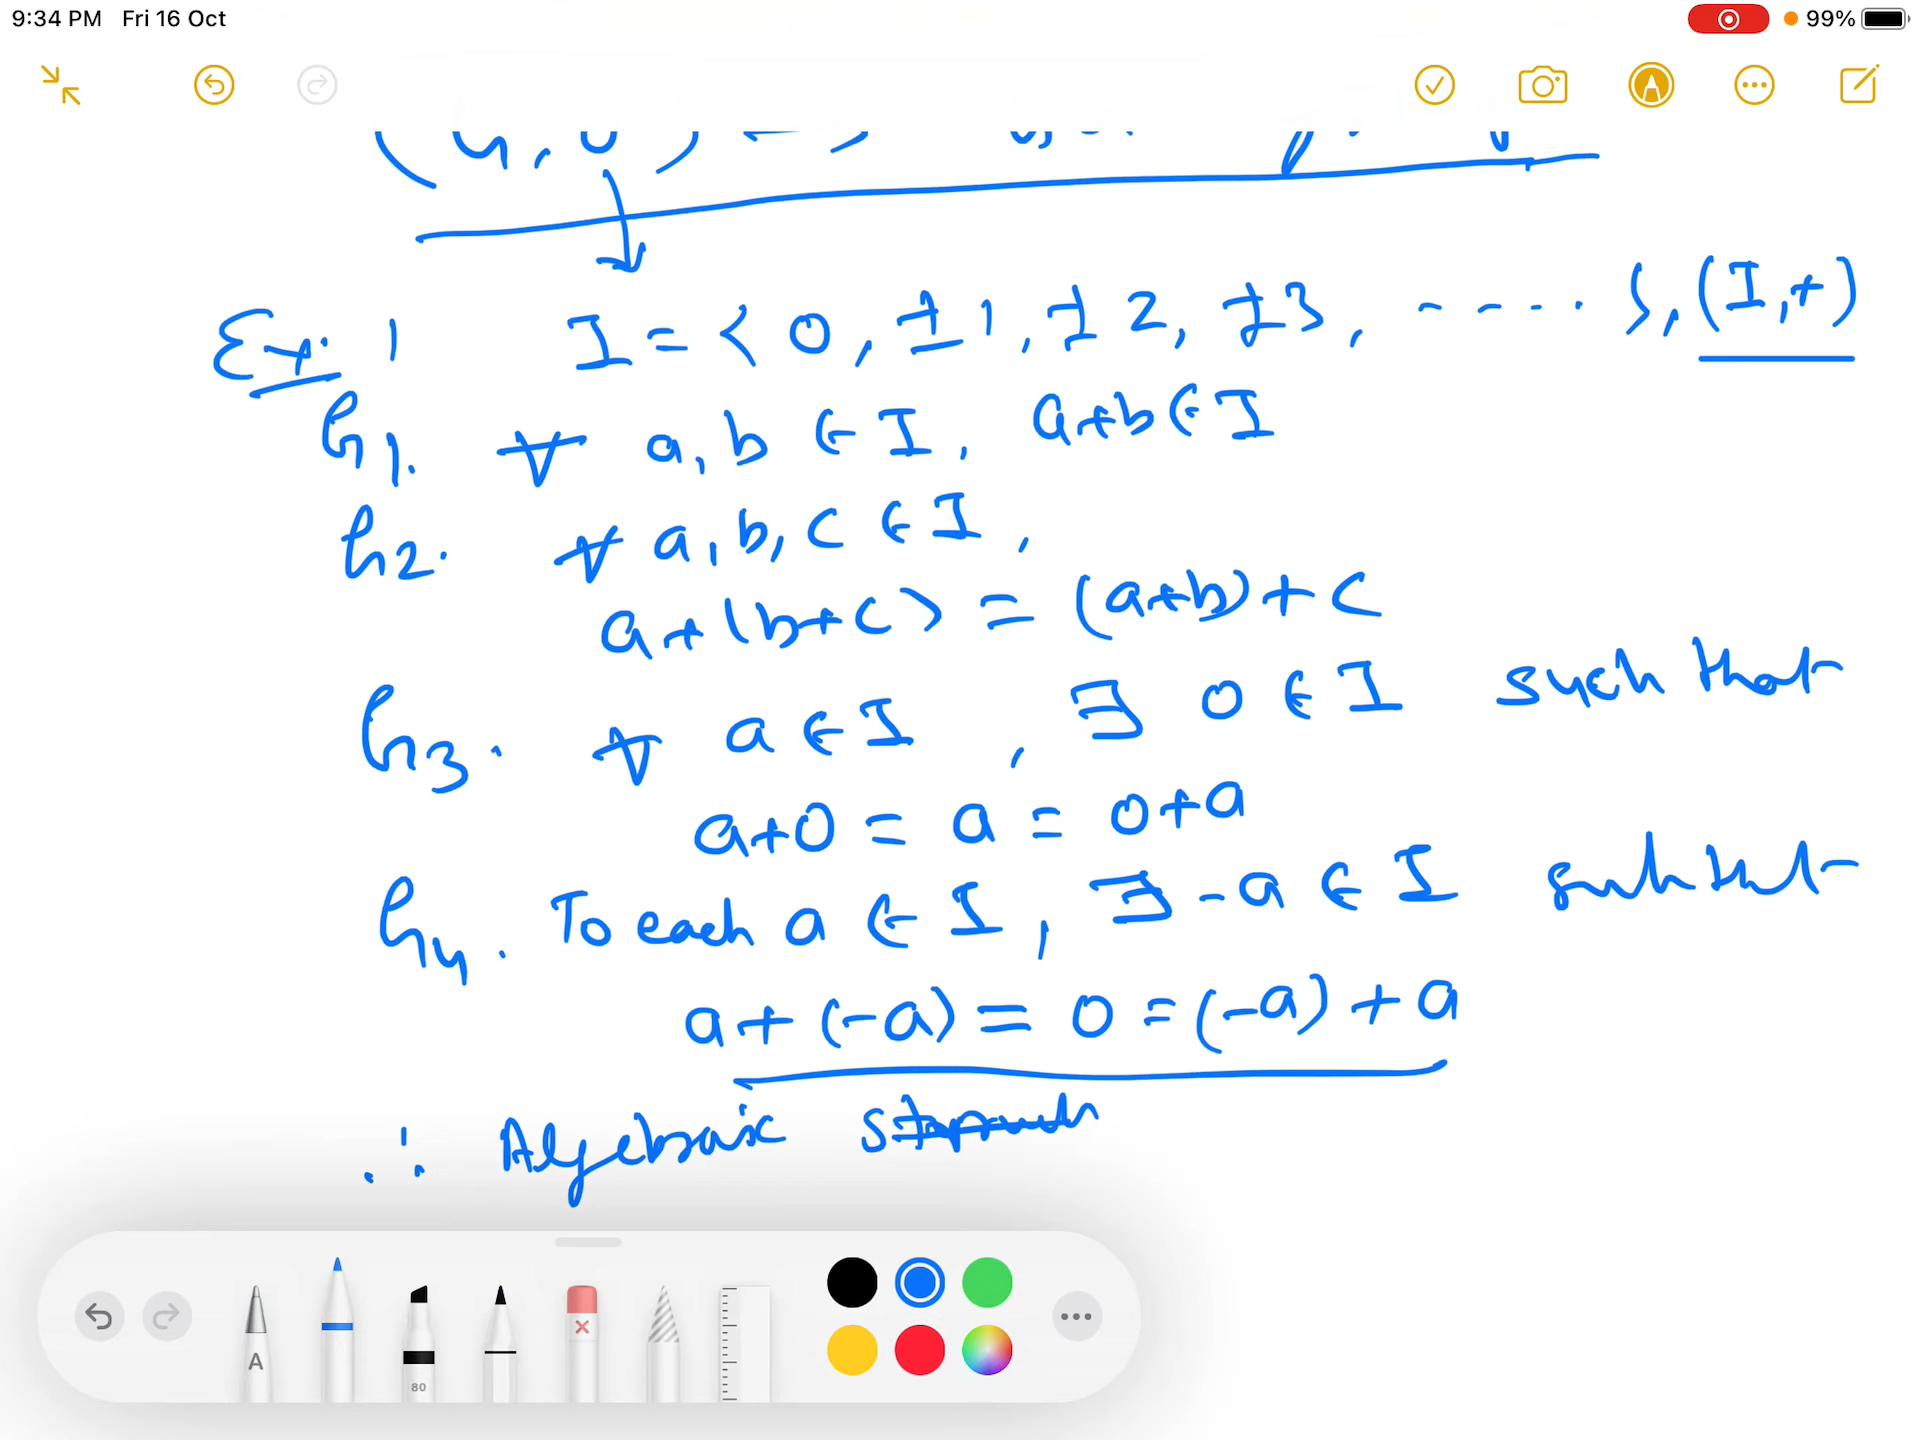 9:34 PM Fri 16 Oct 99%
Ex. 1 I = < 0, ±1, ±2, ±3, ----- }, (I,+)
G1. ∀ a,b ∈ I, a+b ∈ I
G2. ∀ a,b,c ∈ I,
a+(b+c) = (a+b)+c
G3. ∀ a ∈ I, ∃ 0 ∈ I such that
a+0 = a = 0+a
G4. To each a ∈ I, ∃ -a ∈ I such that
a+(-a) = 0 = (-a)+a
∴ Algebraic
A
80